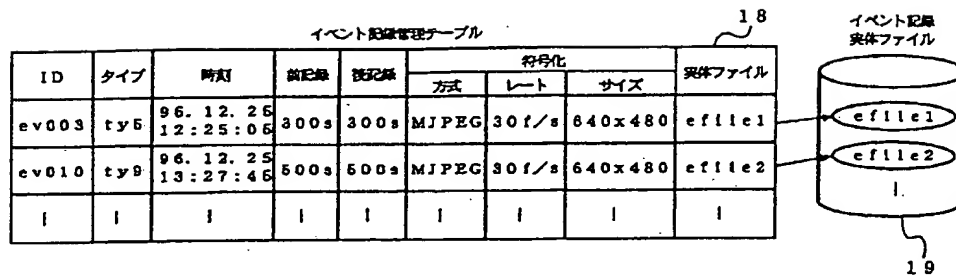 イベント記録管理テーブル
18
イベント記録
実体ファイル
ID タイプ 時刻 前記録 後記録 符号化 実体ファイル
方式 レート サイズ
ev003 ty5 96.12.25 12:25:05 300s 300s MJPEG 30f/s 640x480 efile1
efile1
ev010 ty9 96.12.25 13:27:45 500s 500s MJPEG 30f/s 640x480 efile2
efile2
19